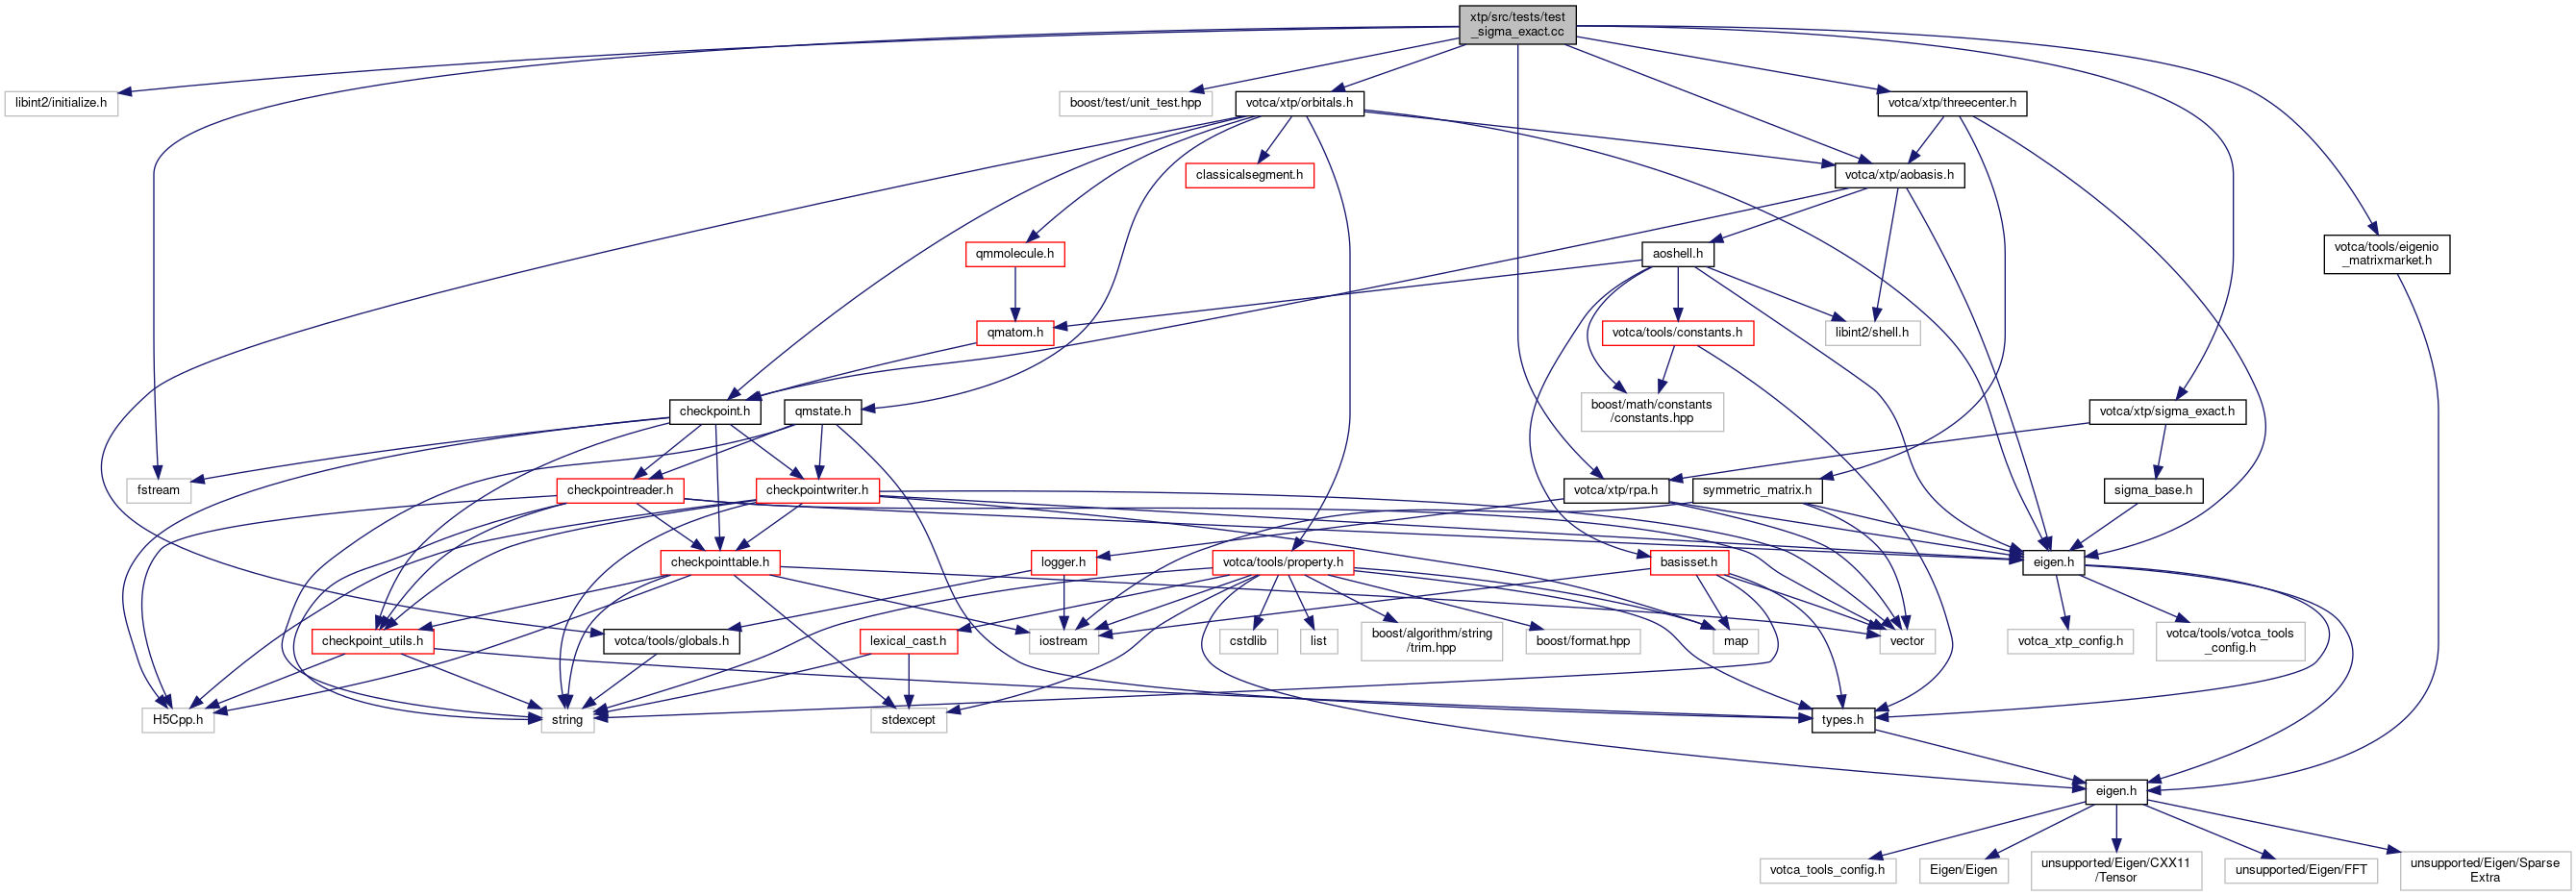 xtp/src/tests/test
_sigma_exact.cc
libint2/initialize.h
boost/test/unit_test.hpp
votca/xtp/orbitals.h
votca/xtp/threecenter.h
classicalsegment.h
votca/xtp/aobasis.h
qmmolecule.h
aoshell.h
votca/tools/eigenio
_matrixmarket.h
qmatom.h
votca/tools/constants.h
libint2/shell.h
checkpoint.h
qmstate.h
boost/math/constants
/constants.hpp
votca/xtp/sigma_exact.h
fstream
checkpointreader.h
checkpointwriter.h
votca/xtp/rpa.h
symmetric_matrix.h
sigma_base.h
checkpointtable.h
logger.h
votca/tools/property.h
basisset.h
eigen.h
checkpoint_utils.h
votca/tools/globals.h
lexical_cast.h
iostream
cstdlib
list
boost/algorithm/string
/trim.hpp
boost/format.hpp
map
vector
votca_xtp_config.h
votca/tools/votca_tools
_config.h
H5Cpp.h
string
stdexcept
types.h
eigen.h
votca_tools_config.h
Eigen/Eigen
unsupported/Eigen/CXX11
/Tensor
unsupported/Eigen/FFT
unsupported/Eigen/Sparse
Extra